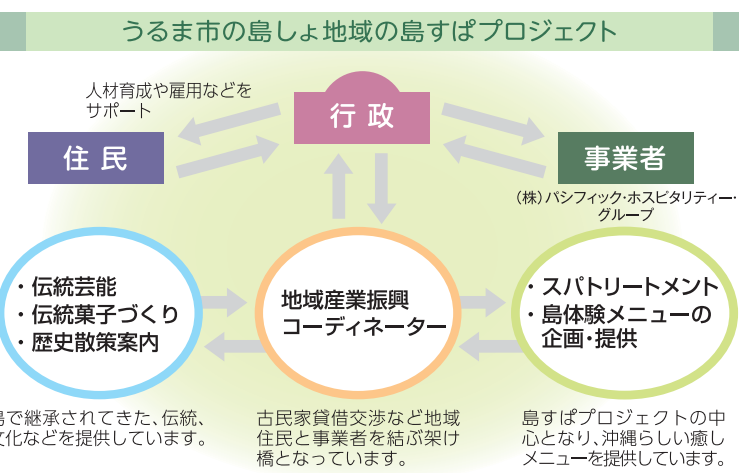 うるま市の島しょ地域の島すぱプロジェクト
人材育成や雇用などを
サポート
行政
住民
事業者
(株)パシフィック・ホスピタリティー・
グループ
・伝統芸能
・伝統菓子づくり
・歴史散策案内
地域産業振興
コーディネーター
・スパトリートメント
・島体験メニューの
企画・提供
島で継承されてきた、伝統、
文化などを提供しています。
古民家貸借交渉など地域
住民と事業者を結ぶ架け
橋となっています。
島すぱプロジェクトの中
心となり、沖縄らしい癒し
メニューを提供しています。